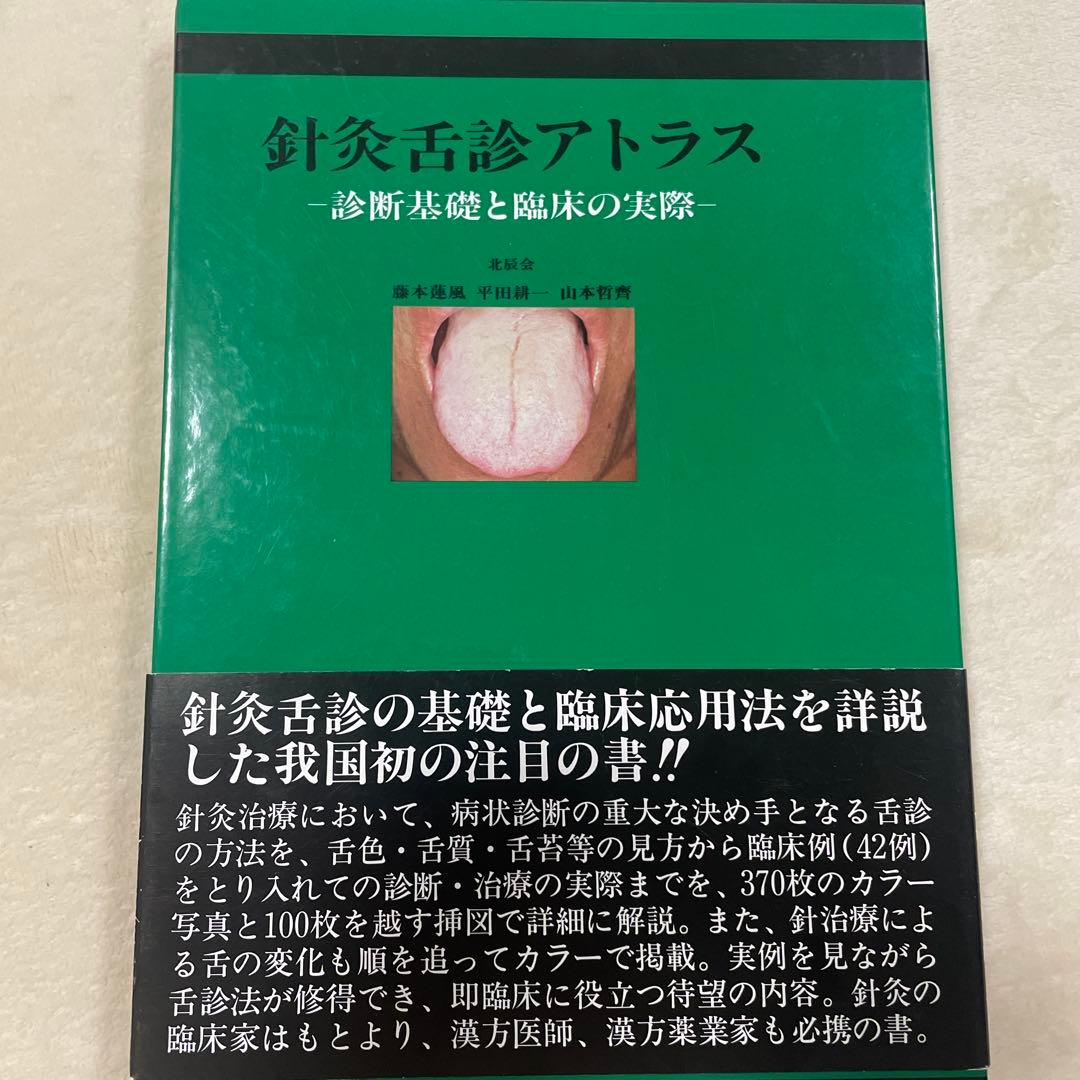 針灸舌診アトラス
−診断基礎と臨床の実際−
北辰会
藤本蓮風 平田耕一 山本哲齊
針灸舌診の基礎と臨床応用法を詳説
した我国初の注目の書!!
針灸治療において、病状診断の重大な決め手となる舌診
の方法を、舌色・舌質・舌苔等の見方から臨床例(42例)
をとり入れての診断・治療の実際までを、370枚のカラー
写真と100枚を越す挿図で詳細に解説。また、針治療によ
る舌の変化も順を追ってカラーで掲載。実例を見ながら
舌診法が修得でき、即臨床に役立つ待望の内容。針灸の
臨床家はもとより、漢方医師、漢方薬業家も必携の書。